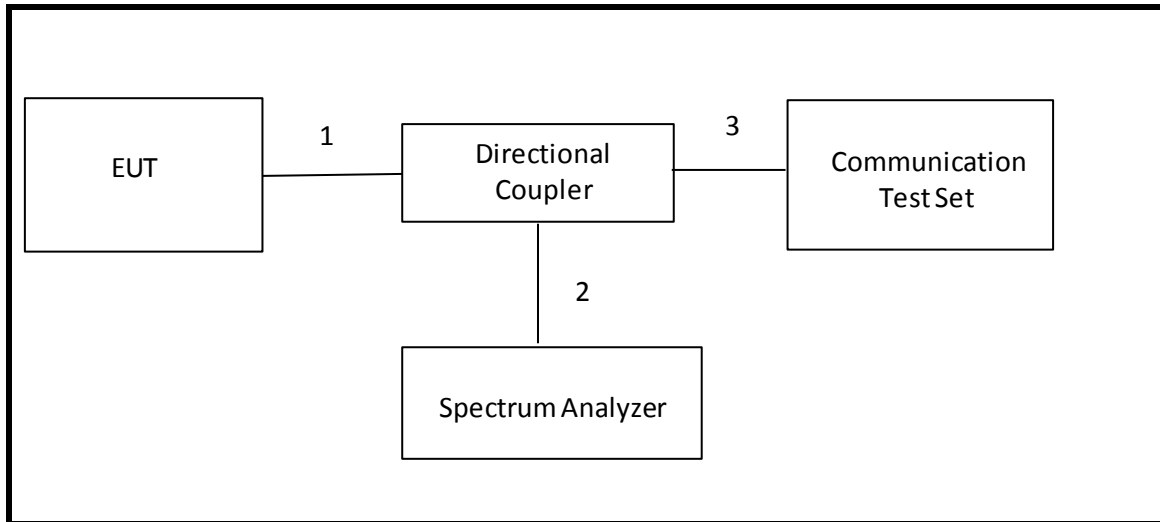 EUT
1
Directional
Coupler
3
Communication
Test Set
2
Spectrum Analyzer